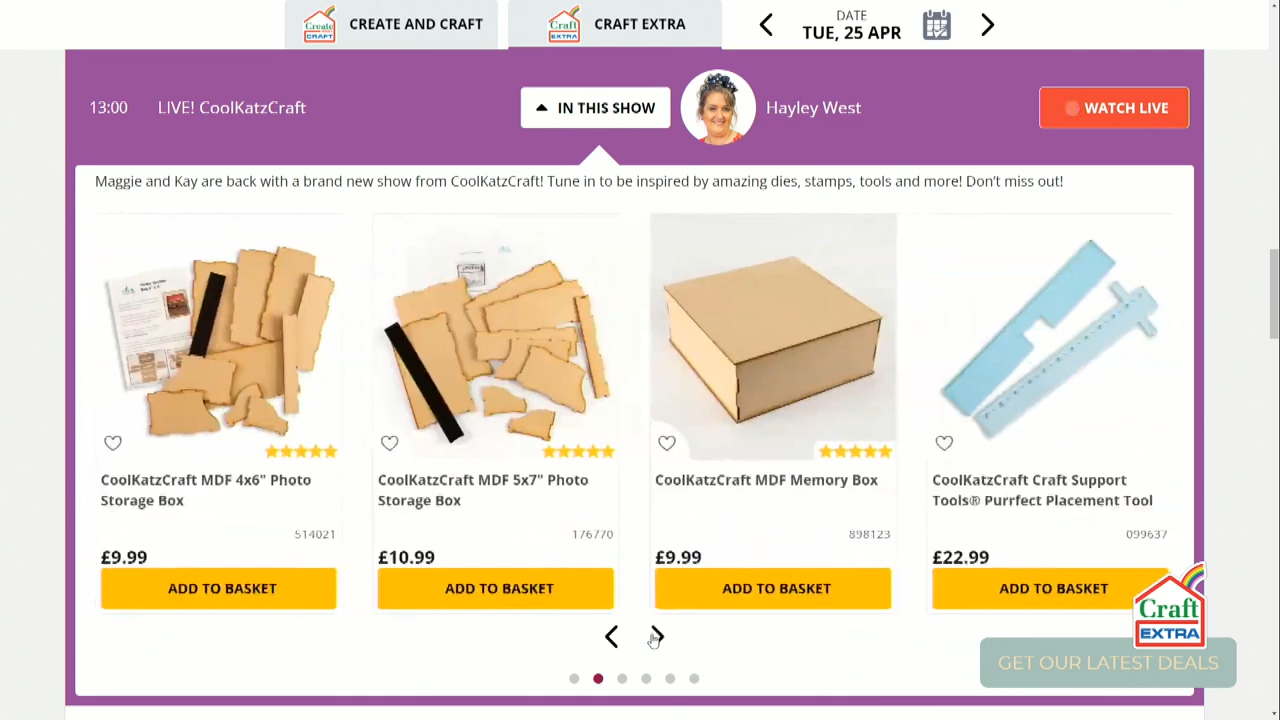 Create and CRAFT
CREATE AND CRAFT
Craft EXTRA
CRAFT EXTRA
DATE
TUE, 25 APR
13:00
LIVE! CoolKatzCraft
IN THIS SHOW
Hayley West
WATCH LIVE
Maggie and Kay are back with a brand new show from CoolKatzCraft! Tune in to be inspired by amazing dies, stamps, tools and more! Don't miss out!
CoolKatzCraft MDF 4x6" Photo
Storage Box
514021
£9.99
ADD TO BASKET
CoolKatzCraft MDF 5x7" Photo
Storage Box
176770
£10.99
ADD TO BASKET
CoolKatzCraft MDF Memory Box
898123
£9.99
ADD TO BASKET
CoolKatzCraft Craft Support
Tools® Purrfect Placement Tool
099637
£22.99
ADD TO BASKET
Craft
EXTRA
GET OUR LATEST DEALS